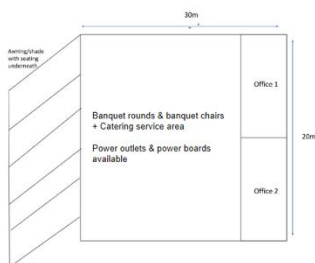 30m
Awning/shade
with seating
underneath
Office 1
Banquet rounds & banquet chairs
+ Catering service area
20m
Power outlets & power boards
available
Office 2